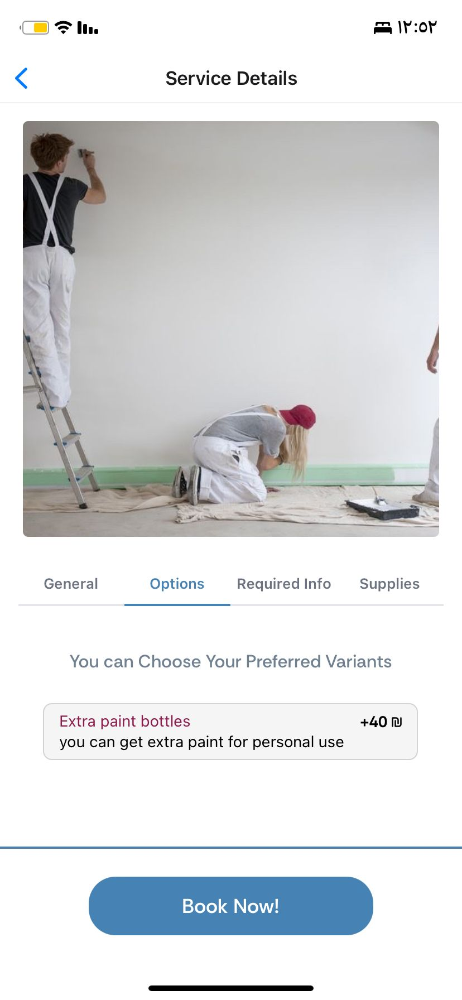 ١٢:٥٢
Service Details
General Options Required Info Supplies
You can Choose Your Preferred Variants
Extra paint bottles +40 ₪
you can get extra paint for personal use
Book Now!